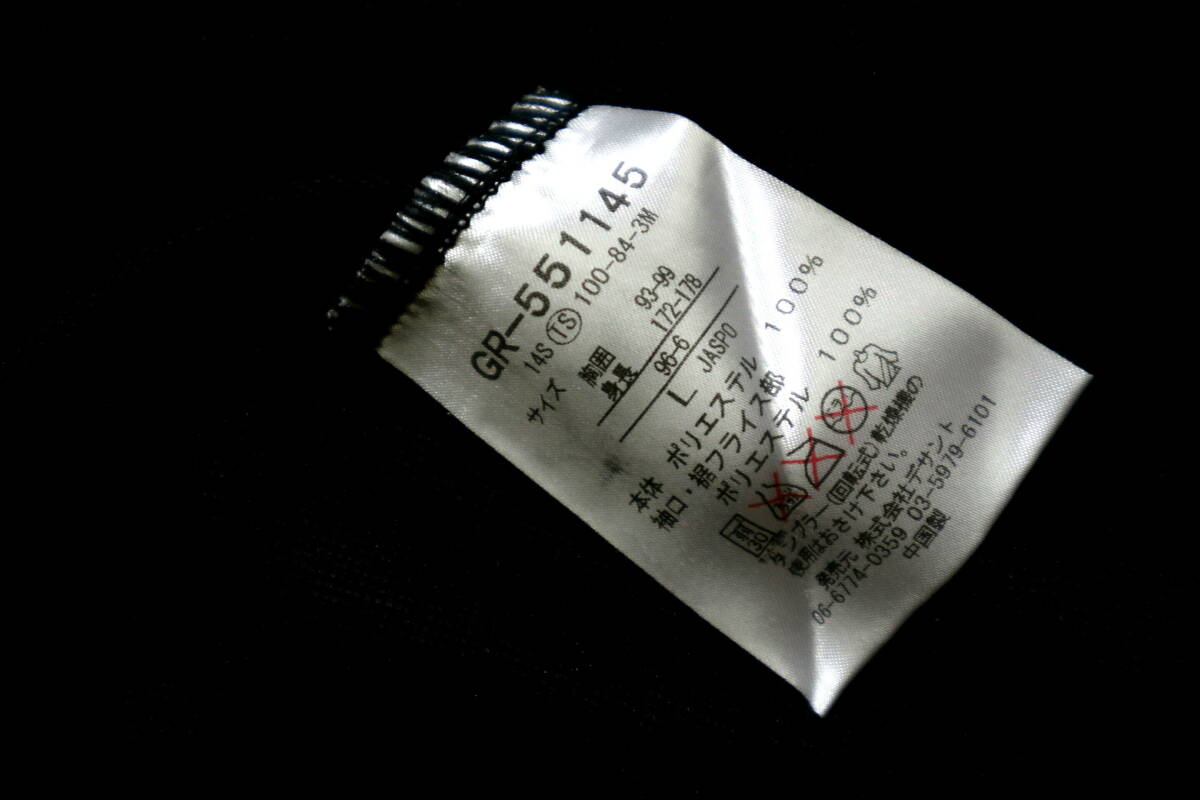 GR-551145
14S TS 100-84-3M
サイズ 胸囲 93-99
身長 172-178
96-6
L JASPO
本体 ポリエステル 100%
袖口・裾フライス部
ポリエステル 100%
弱 30
タンブラー(回転式)乾燥機の
使用はおさけ下さい。
発売元 株式会社デサント
06-6774-0359 03-5979-6101
中国製